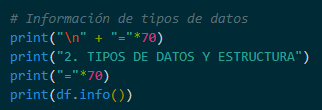 # Información de tipos de datos
print("\n" + "="*70)
print("2. TIPOS DE DATOS Y ESTRUCTURA")
print("="*70)
print(df.info())